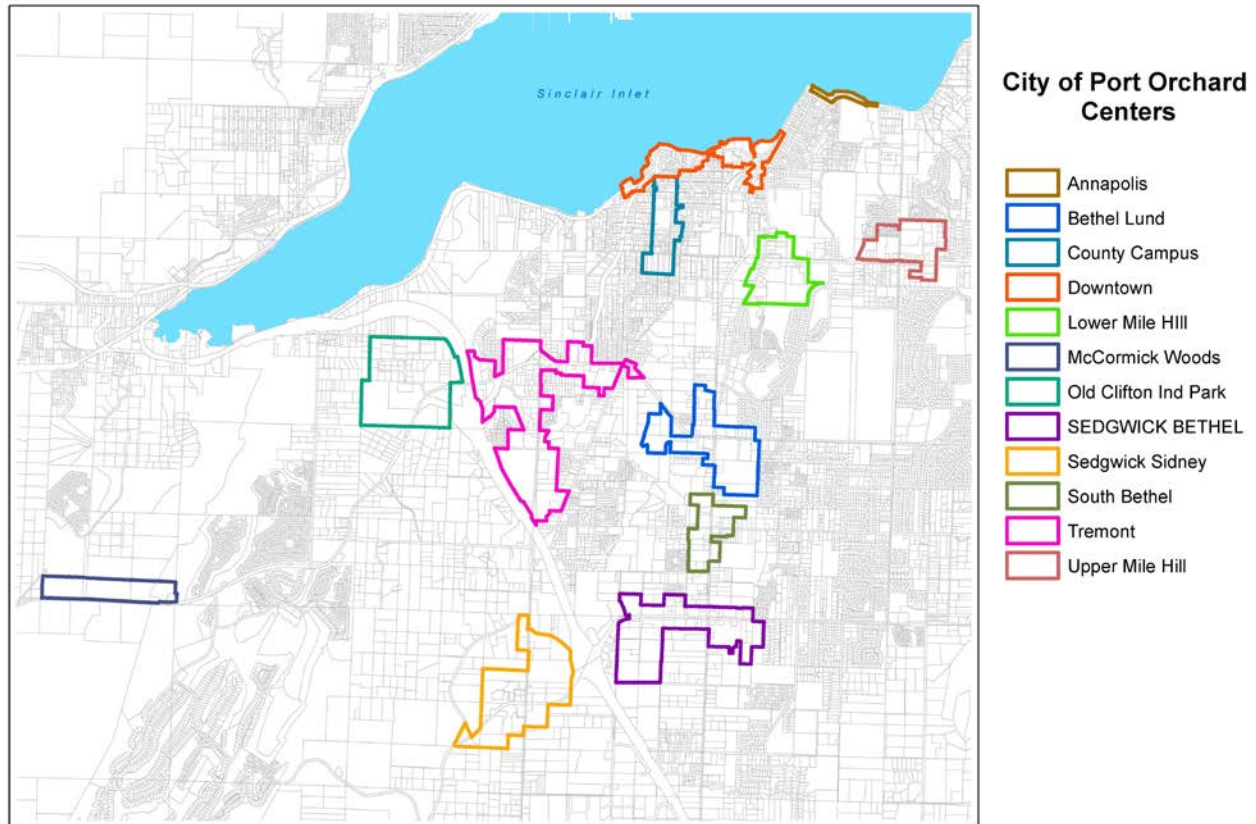 Sinclair Inlet
City of Port Orchard
Centers
Annapolis
Bethel Lund
County Campus
Downtown
Lower Mile HIll
McCormick Woods
Old Clifton Ind Park
SEDGWICK BETHEL
Sedgwick Sidney
South Bethel
Tremont
Upper Mile Hill